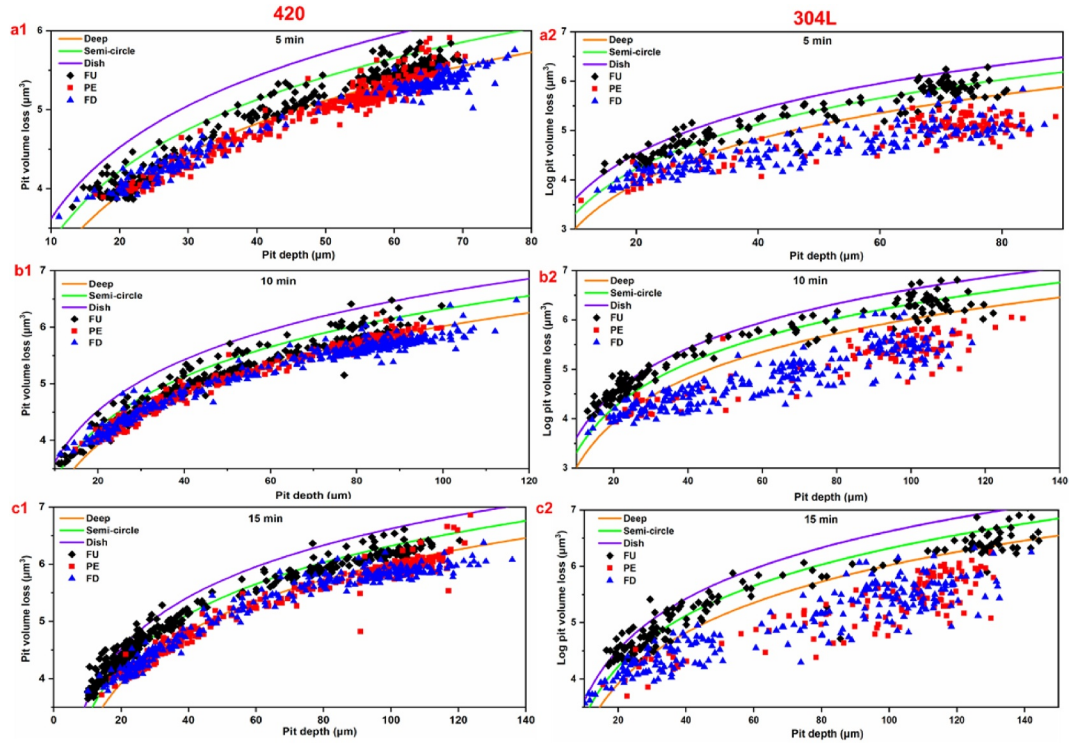 420
304L
a1
5 min
Deep
Semi-circle
Dish
FU
PE
FD
Pit volume loss (μm³)
6
5
4
10 20 30 40 50 60 70 80
Pit depth (μm)
a2
5 min
Deep
Semi-circle
Dish
FU
PE
FD
Log pit volume loss (μm³)
7
6
5
4
3
20 40 60 80
Pit depth (μm)
b1
10 min
Deep
Semi-circle
Dish
FU
PE
FD
Pit volume loss (μm³)
7
6
5
4
20 40 60 80 100 120
Pit depth (μm)
b2
10 min
Deep
Semi-circle
Dish
FU
PE
FD
Log pit volume loss (μm³)
7
6
5
4
3
20 40 60 80 100 120 140
Pit depth (μm)
c1
15 min
Deep
Semi-circle
Dish
FU
PE
FD
Pit volume loss (μm³)
7
6
5
4
0 20 40 60 80 100 120 140
Pit depth (μm)
c2
15 min
Deep
Semi-circle
Dish
FU
PE
FD
Log pit volume loss (μm³)
7
6
5
4
20 40 60 80 100 120 140
Pit depth (μm)